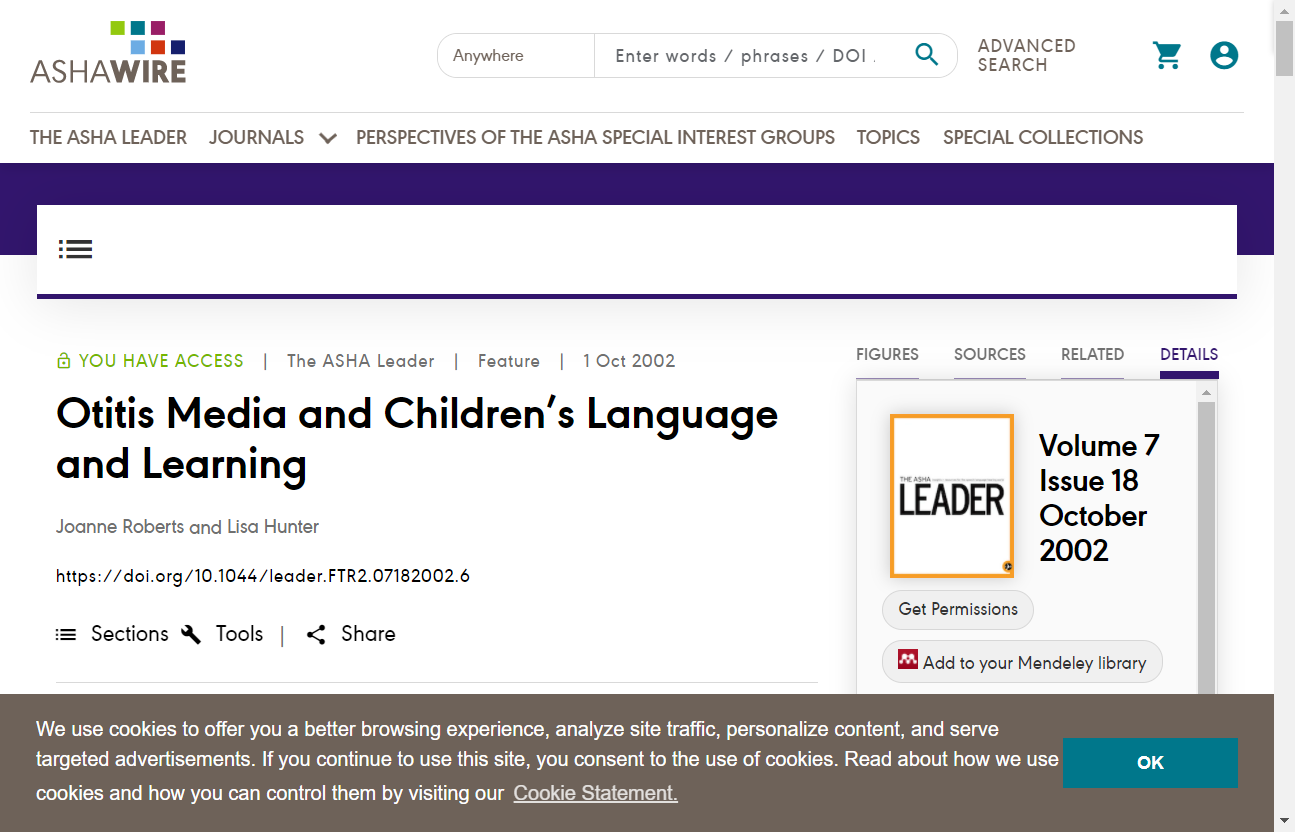 ASHAWIRE
Anywhere
Enter words / phrases / DOI .
ADVANCED
SEARCH
THE ASHA LEADER JOURNALS PERSPECTIVES OF THE ASHA SPECIAL INTEREST GROUPS TOPICS SPECIAL COLLECTIONS
YOU HAVE ACCESS | The ASHA Leader | Feature | 1 Oct 2002
Otitis Media and Children’s Language
and Learning
Joanne Roberts and Lisa Hunter
https://doi.org/10.1044/leader.FTR2.07182002.6
Sections Tools | Share
FIGURES SOURCES RELATED DETAILS
THE ASHA
LEADER
Volume 7
Issue 18
October
2002
Get Permissions
Add to your Mendeley library
We use cookies to offer you a better browsing experience, analyze site traffic, personalize content, and serve
targeted advertisements. If you continue to use this site, you consent to the use of cookies. Read about how we use
cookies and how you can control them by visiting our Cookie Statement.
OK